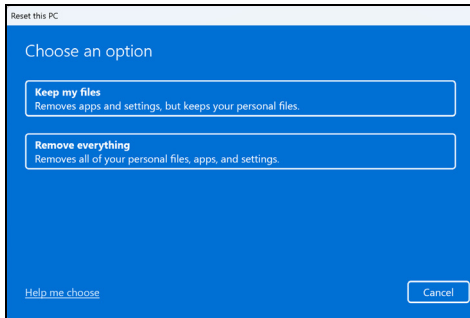 Reset this PC
Choose an option
Keep my files
Removes apps and settings, but keeps your personal files.
Remove everything
Removes all of your personal files, apps, and settings.
Help me choose
Cancel